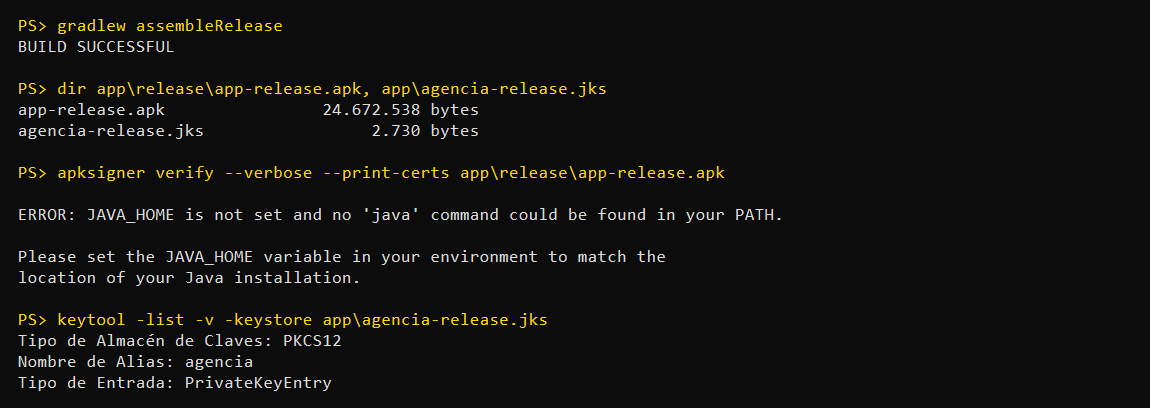 PS> gradlew assembleRelease
BUILD SUCCESSFUL
PS> dir app\release\app-release.apk, app\agencia-release.jks
app-release.apk                24.672.538 bytes
agencia-release.jks                 2.730 bytes
PS> apksigner verify --verbose --print-certs app\release\app-release.apk
ERROR: JAVA_HOME is not set and no 'java' command could be found in your PATH.
Please set the JAVA_HOME variable in your environment to match the
location of your Java installation.
PS> keytool -list -v -keystore app\agencia-release.jks
Tipo de Almacén de Claves: PKCS12
Nombre de Alias: agencia
Tipo de Entrada: PrivateKeyEntry